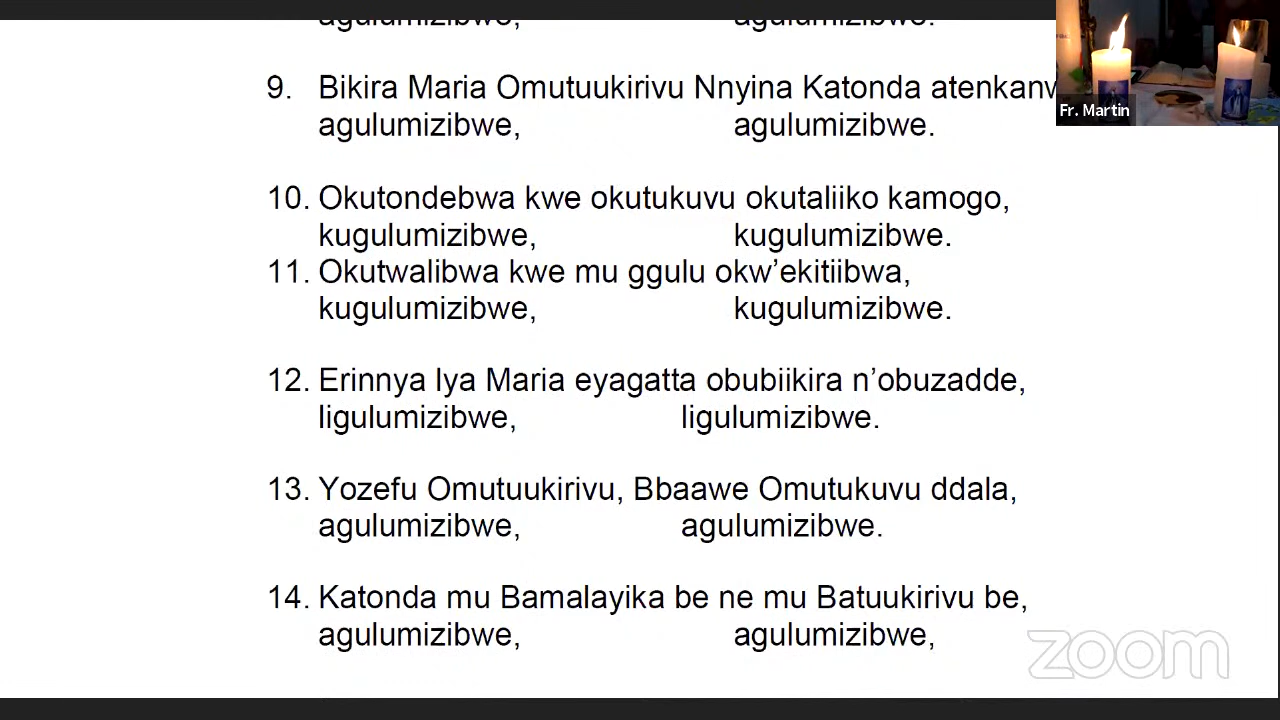 agulumizibwe, agulumizibwe.
9. Bikira Maria Omutuukirivu Nnyina Katonda
agulumizibwe, agulumizibwe.
10. Okutondebwa kwe okutukuvu okutaliiko kamogo,
kugulumizibwe, kugulumizibwe.
11. Okutwalibwa kwe mu ggulu okw’ekitiibwa,
kugulumizibwe, kugulumizibwe.
12. Erinnya lya Maria eyagatta obubiikira n’obuzadde,
ligulumizibwe, ligulumizibwe.
13. Yozefu Omutuukirivu, Bbaawe Omutukuvu ddala,
agulumizibwe, agulumizibwe.
14. Katonda mu Bamalayika be ne mu Batuukirivu be,
agulumizibwe, agulumizibwe,
Fr. Martin
zoom